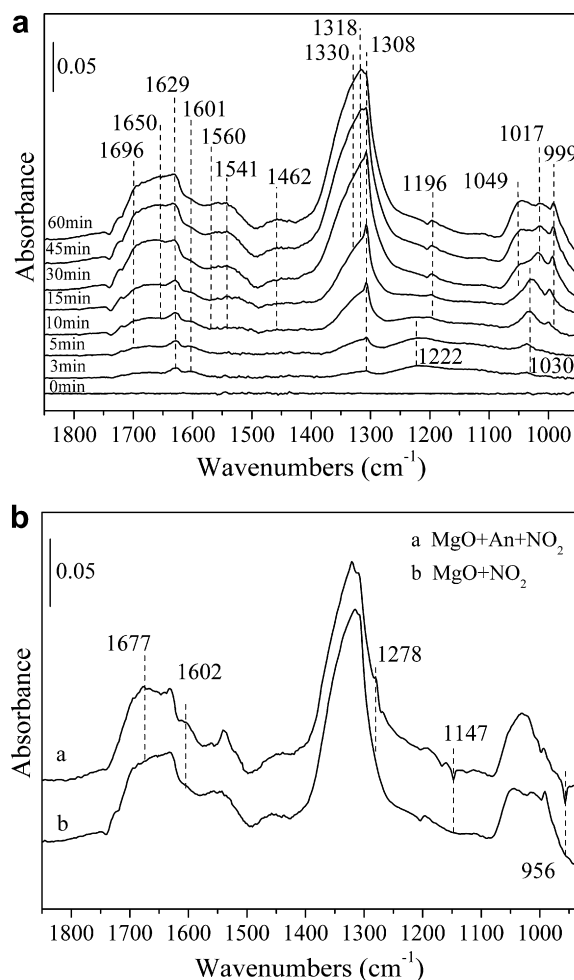 a
0.05
1318
1330
1308
1629
1650
1601
1696
1560
1541
1462
1196
1017
1049
999
60min
45min
30min
15min
10min
5min
3min
0min
1222
1030
Absorbance
1800 1700 1600 1500 1400 1300 1200 1100 1000
Wavenumbers (cm-1)
b
0.05
a MgO+An+NO2
b MgO+NO2
1677
1602
1278
1147
956
a
b
Absorbance
1800 1700 1600 1500 1400 1300 1200 1100 1000
Wavenumbers (cm-1)